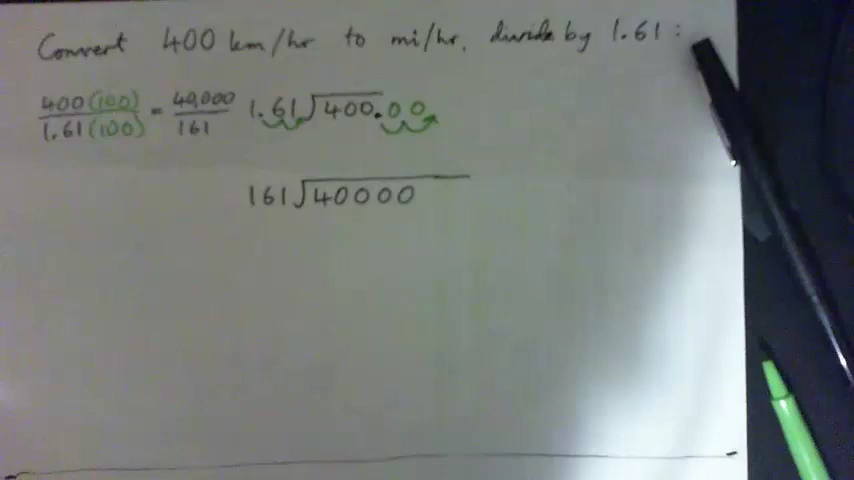 Convert 400 km/hr to mi/hr, divide by 1.61:
400(100) / 1.61(100) = 40,000 / 161 1.61)400.00
161)40000